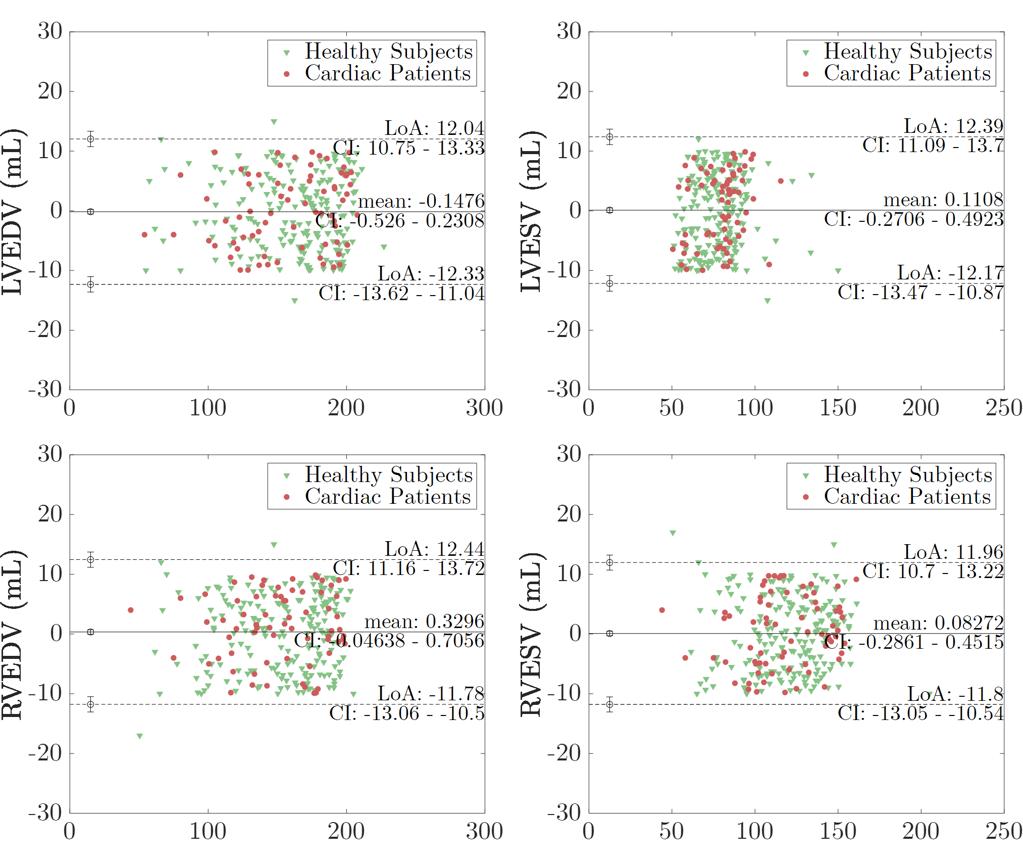 30
20
10
0
-10
-20
-30
LVEDV (mL)
Healthy Subjects
Cardiac Patients
LoA: 12.04
CI: 10.75 - 13.33
mean: -0.1476
CI: -0.526 - 0.2308
LoA: -12.33
CI: -13.62 - -11.04
0 100 200 300
30
20
10
0
-10
-20
-30
LVESV (mL)
Healthy Subjects
Cardiac Patients
LoA: 12.39
CI: 11.09 - 13.7
mean: 0.1108
CI: -0.2706 - 0.4923
LoA: -12.17
CI: -13.47 - -10.87
0 50 100 150 200 250
30
20
10
0
-10
-20
-30
RVEDV (mL)
Healthy Subjects
Cardiac Patients
LoA: 12.44
CI: 11.16 - 13.72
mean: 0.3296
CI: -0.04638 - 0.7056
LoA: -11.78
CI: -13.06 - -10.5
0 100 200 300
30
20
10
0
-10
-20
-30
RVESV (mL)
Healthy Subjects
Cardiac Patients
LoA: 11.96
CI: 10.7 - 13.22
mean: 0.08272
CI: -0.2861 - 0.4515
LoA: -11.8
CI: -13.05 - -10.54
0 50 100 150 200 250